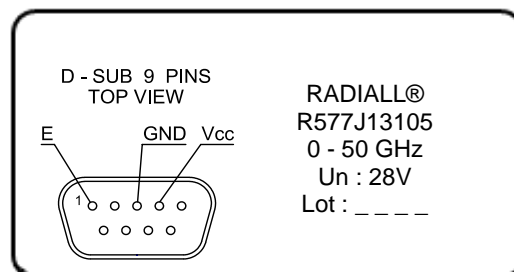 D - SUB 9 PINS
TOP VIEW
E GND Vcc
1
RADIALL®
R577J13105
0 - 50 GHz
Un : 28V
Lot : _ _ _ _